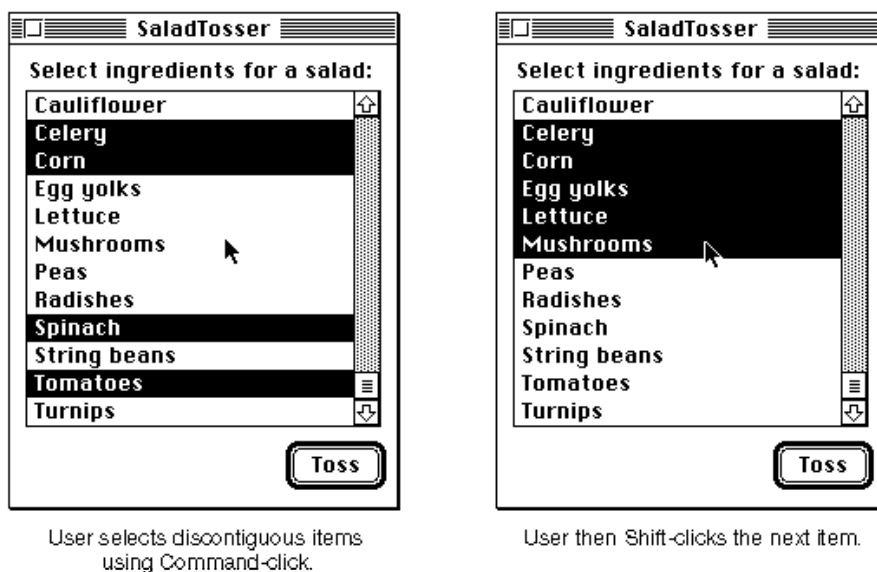 SaladTosser
Select ingredients for a salad:
Cauliflower
Celery
Corn
Egg yolks
Lettuce
Mushrooms
Peas
Radishes
Spinach
String beans
Tomatoes
Turnips
Toss
User selects discontiguous items
using Command-click.
SaladTosser
Select ingredients for a salad:
Cauliflower
Celery
Corn
Egg yolks
Lettuce
Mushrooms
Peas
Radishes
Spinach
String beans
Tomatoes
Turnips
Toss
User then Shift-clicks the next item.